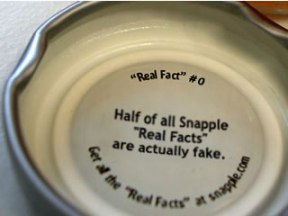 "Real Fact" #0
Half of all Snapple
"Real Facts"
are actually fake.
Get all the "Real Facts" at snapple.com